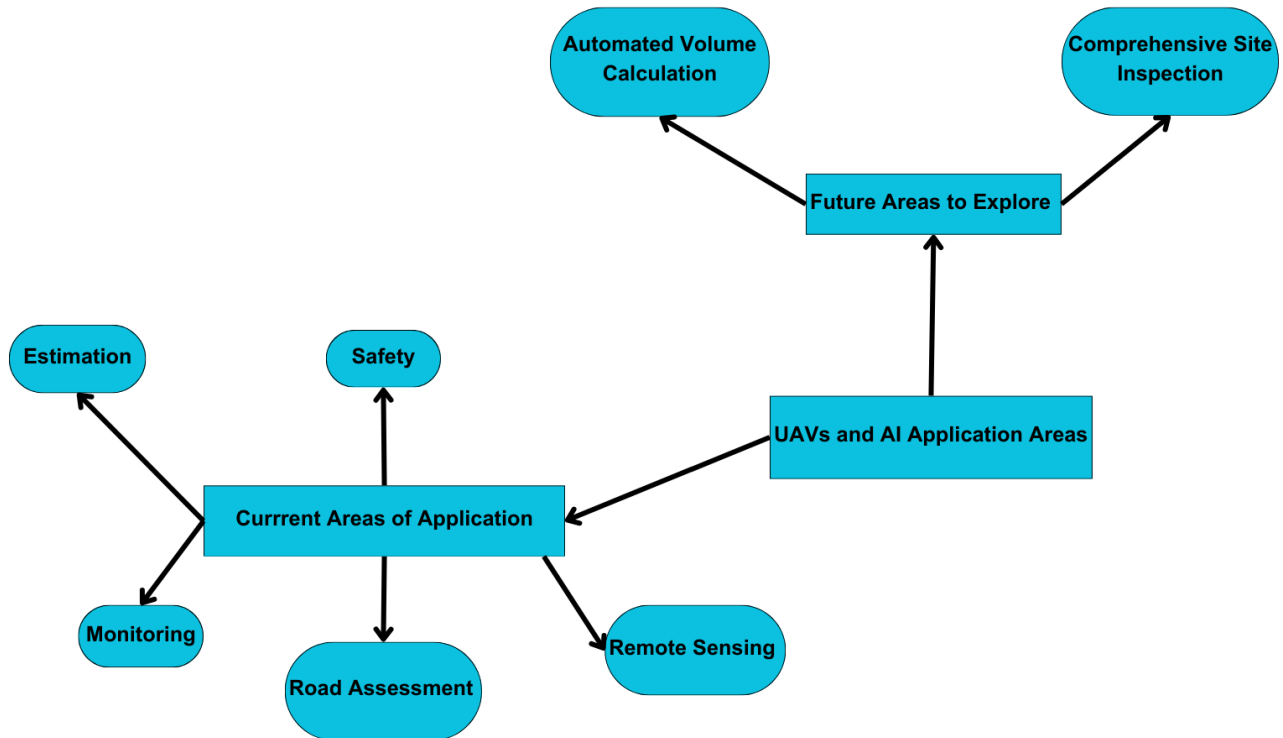 Automated Volume
Calculation
Comprehensive Site
Inspection
Future Areas to Explore
Estimation
Safety
UAVs and AI Application Areas
Currrent Areas of Application
Monitoring
Road Assessment
Remote Sensing